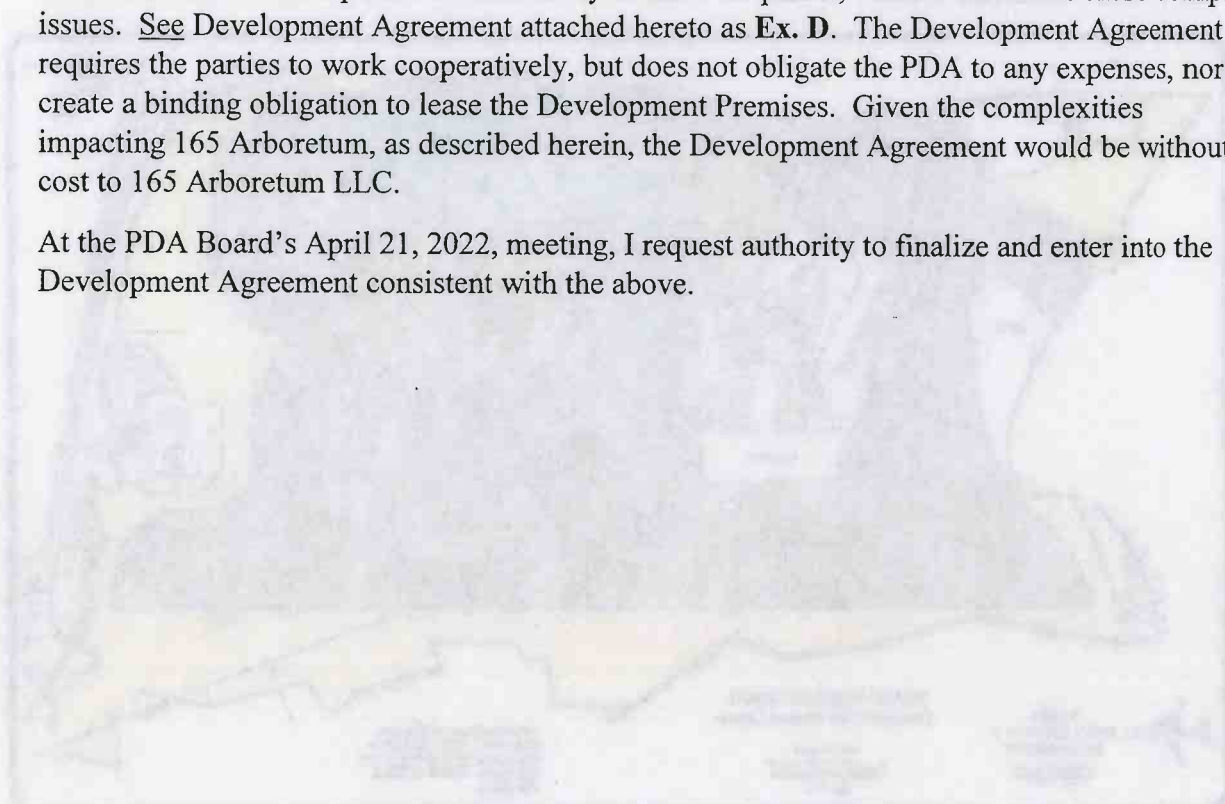 issues. See Development Agreement attached hereto as Ex. D. The Development Agreement
requires the parties to work cooperatively, but does not obligate the PDA to any expenses, nor
create a binding obligation to lease the Development Premises. Given the complexities
impacting 165 Arboretum, as described herein, the Development Agreement would be without
cost to 165 Arboretum LLC.
At the PDA Board's April 21, 2022, meeting, I request authority to finalize and enter into the
Development Agreement consistent with the above.